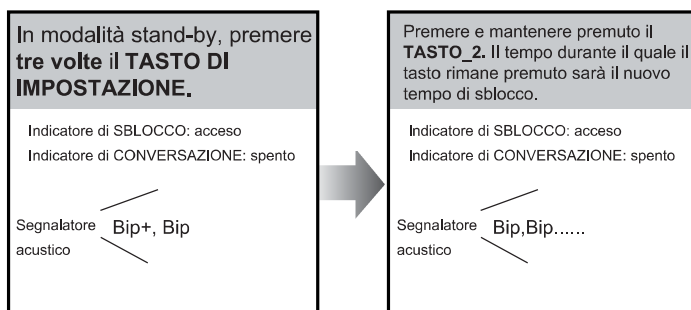 In modalità stand-by, premere
tre volte il TASTO DI
IMPOSTAZIONE.
Indicatore di SBLOCCO: acceso
Indicatore di CONVERSAZIONE: spento
Segnalatore
acustico
Bip+, Bip
Premere e mantenere premuto il
TASTO_2. Il tempo durante il quale il
tasto rimane premuto sarà il nuovo
tempo di sblocco.
Indicatore di SBLOCCO: acceso
Indicatore di CONVERSAZIONE: spento
Segnalatore
acustico
Bip,Bip......